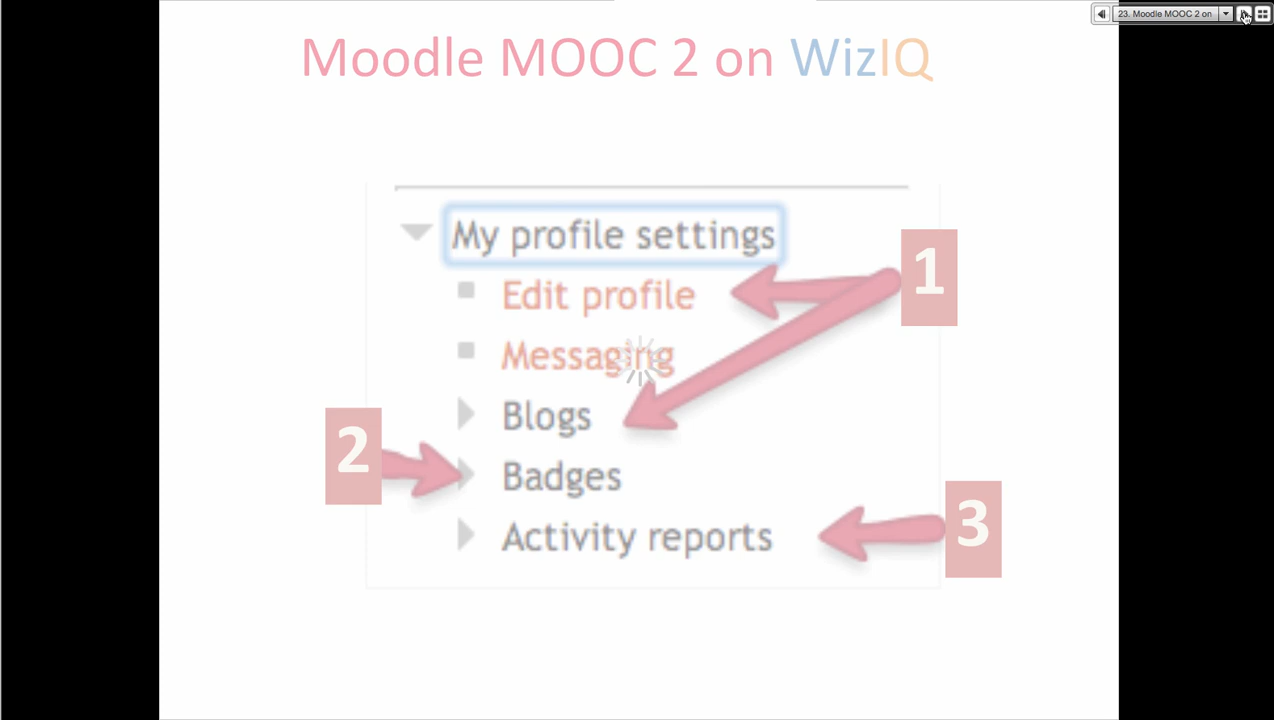 23. Moodle MOOC 2 on
Moodle MOOC 2 on WizIQ
My profile settings
1
Edit profile
Messaging
Blogs
2
Badges
3
Activity reports